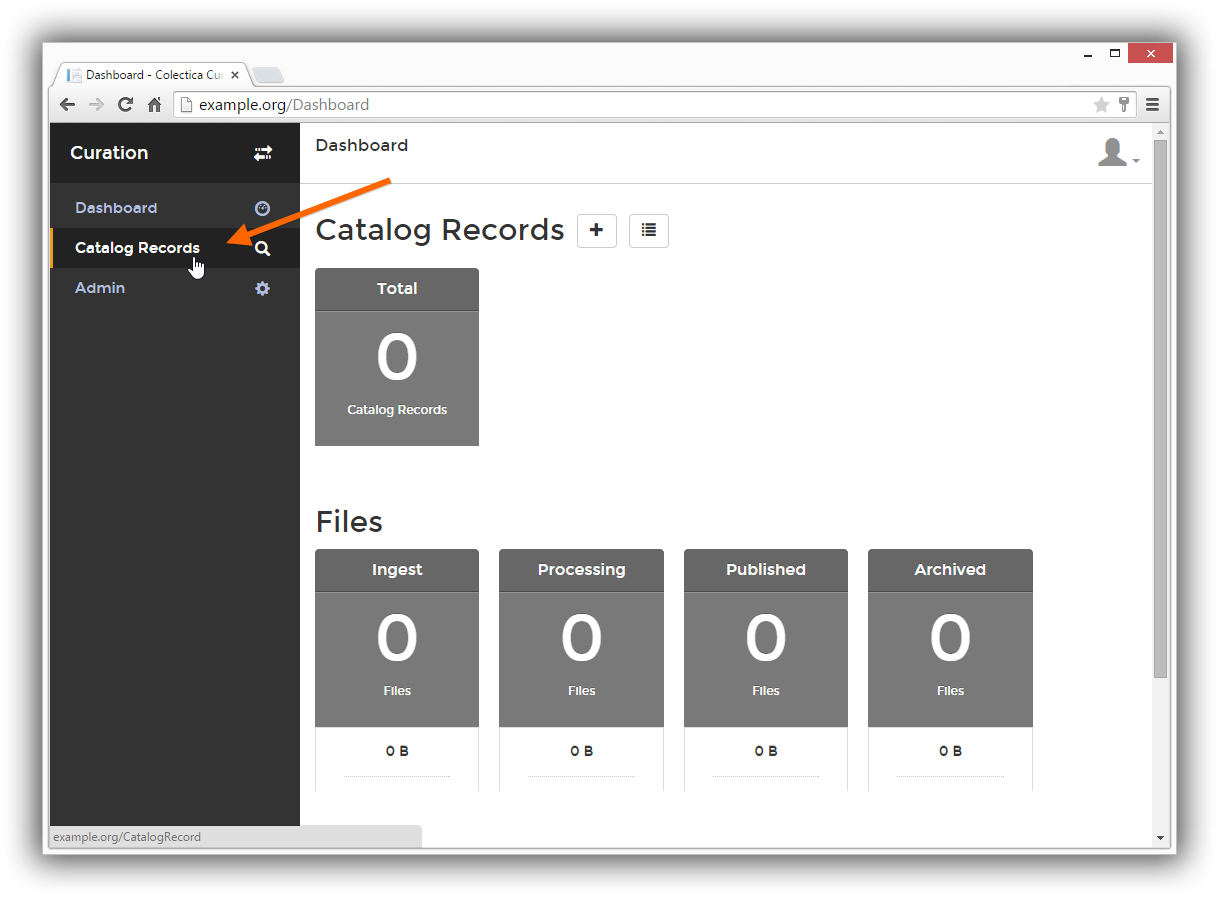 Dashboard - Colectica Cu
example.org/Dashboard
Curation
Dashboard
Dashboard
Catalog Records
Admin
Catalog Records
Total
0
Catalog Records
Files
Ingest Processing Published Archived
0 0 0 0
Files Files Files Files
0 B 0 B 0 B 0 B
example.org/CatalogRecord